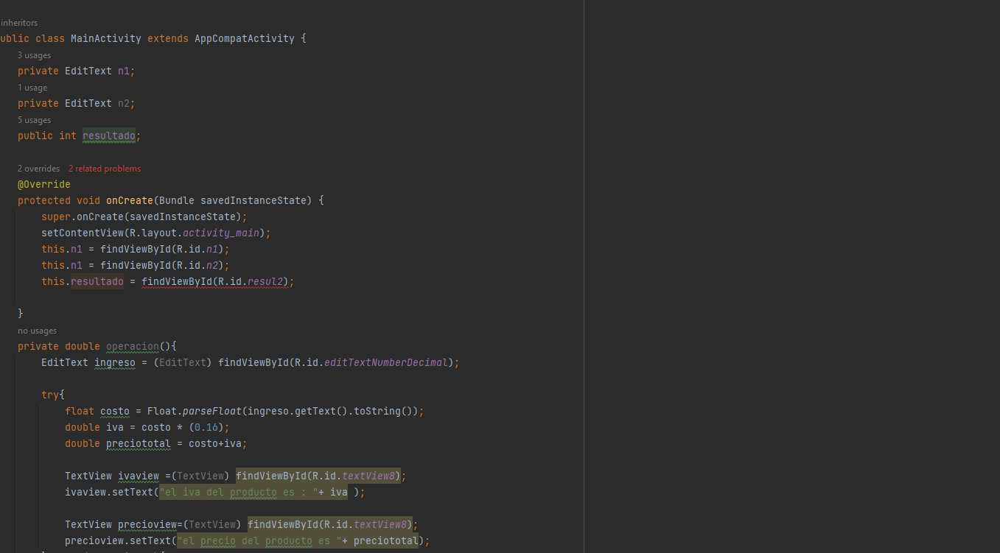 inheritors
ublic class MainActivity extends AppCompatActivity {
3 usages
private EditText n1;
1 usage
private EditText n2;
5 usages
public int resultado;
2 overrides 2 related problems
@Override
protected void onCreate(Bundle savedInstanceState) {
super.onCreate(savedInstanceState);
setContentView(R.layout.activity_main);
this.n1 = findViewById(R.id.n1);
this.n1 = findViewById(R.id.n2);
this.resultado = findViewById(R.id.resul2);
}
no usages
private double operacion(){
EditText ingreso = (EditText) findViewById(R.id.editTextNumberDecimal);
try{
float costo = Float.parseFloat(ingreso.getText().toString());
double iva = costo * (0.16);
double preciototal = costo+iva;
TextView ivaview =(TextView) findViewById(R.id.textView8);
ivaview.setText("el iva del producto es : "+ iva );
TextView precioview=(TextView) findViewById(R.id.textView8);
precioview.setText("el precio del producto es "+ preciototal);